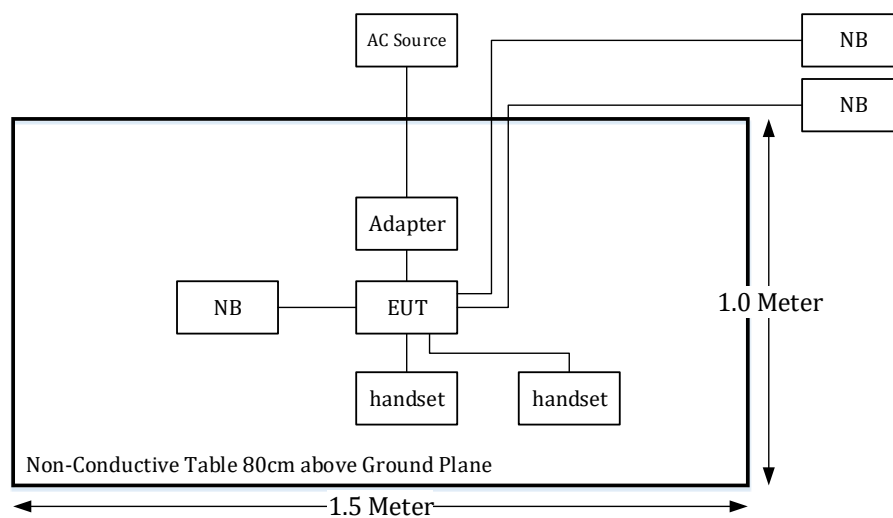 AC Source
NB
NB
Adapter
NB
EUT
1.0 Meter
handset
handset
Non-Conductive Table 80cm above Ground Plane
1.5 Meter